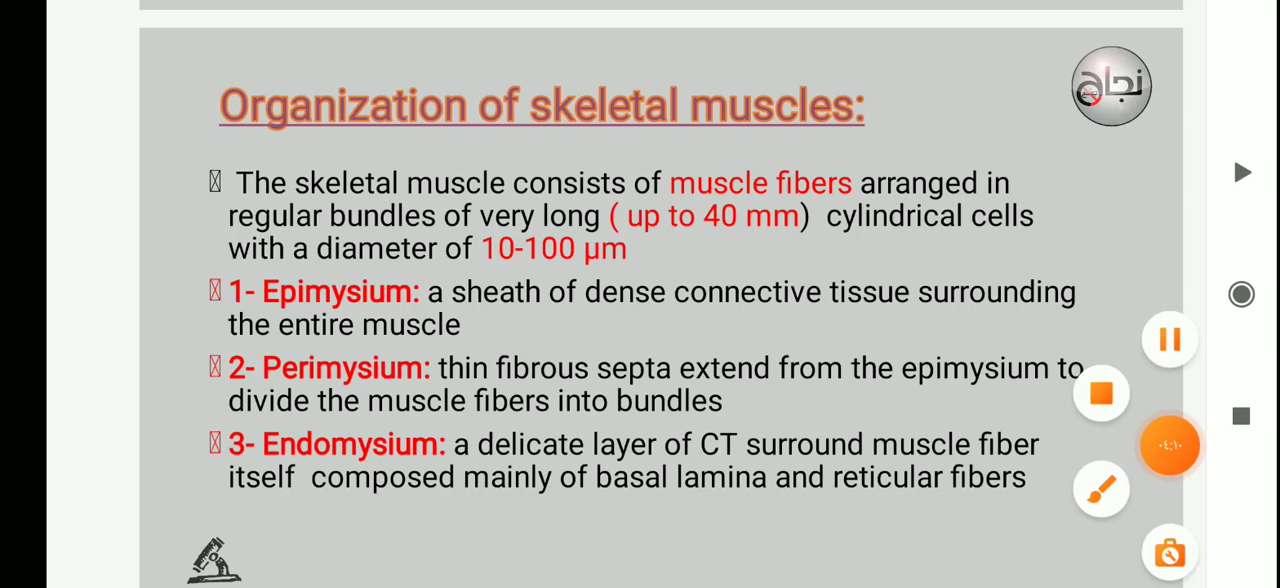 Organization of skeletal muscles:
نجاح
The skeletal muscle consists of muscle fibers arranged in
regular bundles of very long ( up to 40 mm) cylindrical cells
with a diameter of 10-100 µm
1- Epimysium: a sheath of dense connective tissue surrounding
the entire muscle
2- Perimysium: thin fibrous septa extend from the epimysium to
divide the muscle fibers into bundles
3- Endomysium: a delicate layer of CT surround muscle fiber
itself composed mainly of basal lamina and reticular fibers
٠٤:١٠